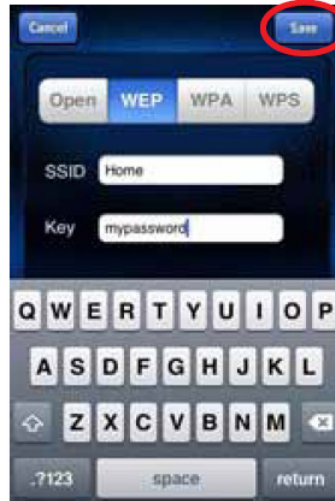 Cancel Save
Open WEP WPA WPS
SSID Home
Key mypassword
Q W E R T Y U I O P
A S D F G H J K L
Z X C V B N M
.?123 space return